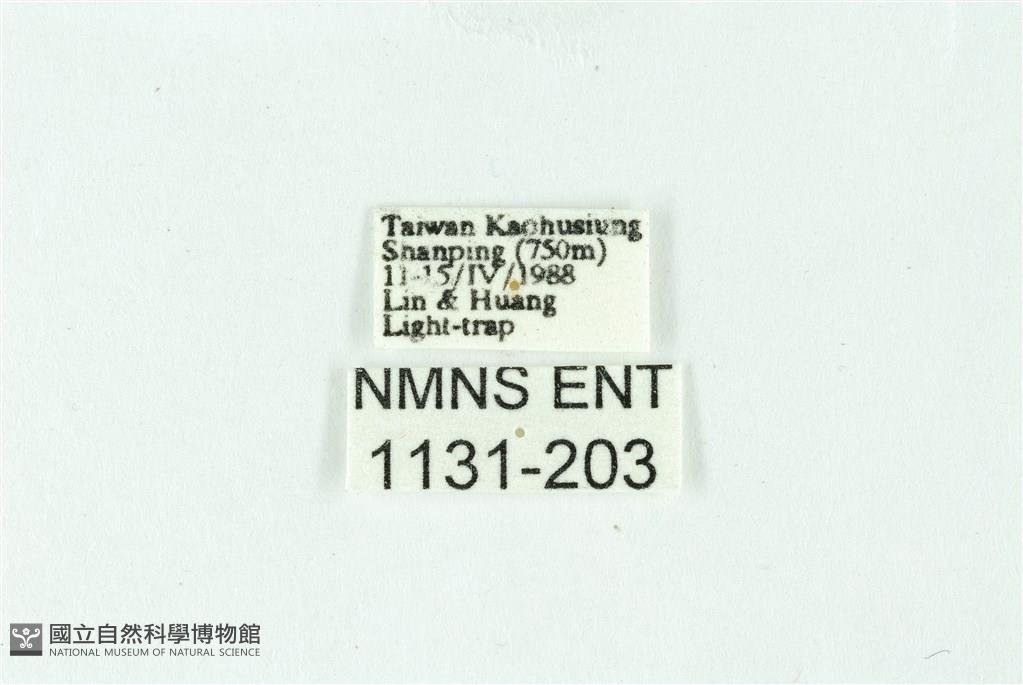 Taiwan Kaohusiung
Shanping (750m)
11-15/IV/1988
Lin & Huang
Light-trap
NMNS ENT
1131-203
國立自然科學博物館
NATIONAL MUSEUM OF NATURAL SCIENCE